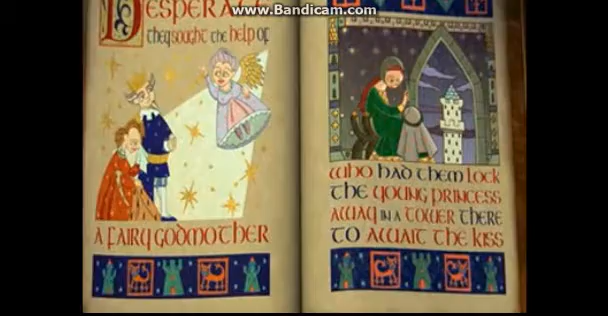 www.Bandicam.com
DESPERA
they sought the help of
A FAIRY GODMOTHER
who had them lock
the young princess
away in a tower there
to await the kiss